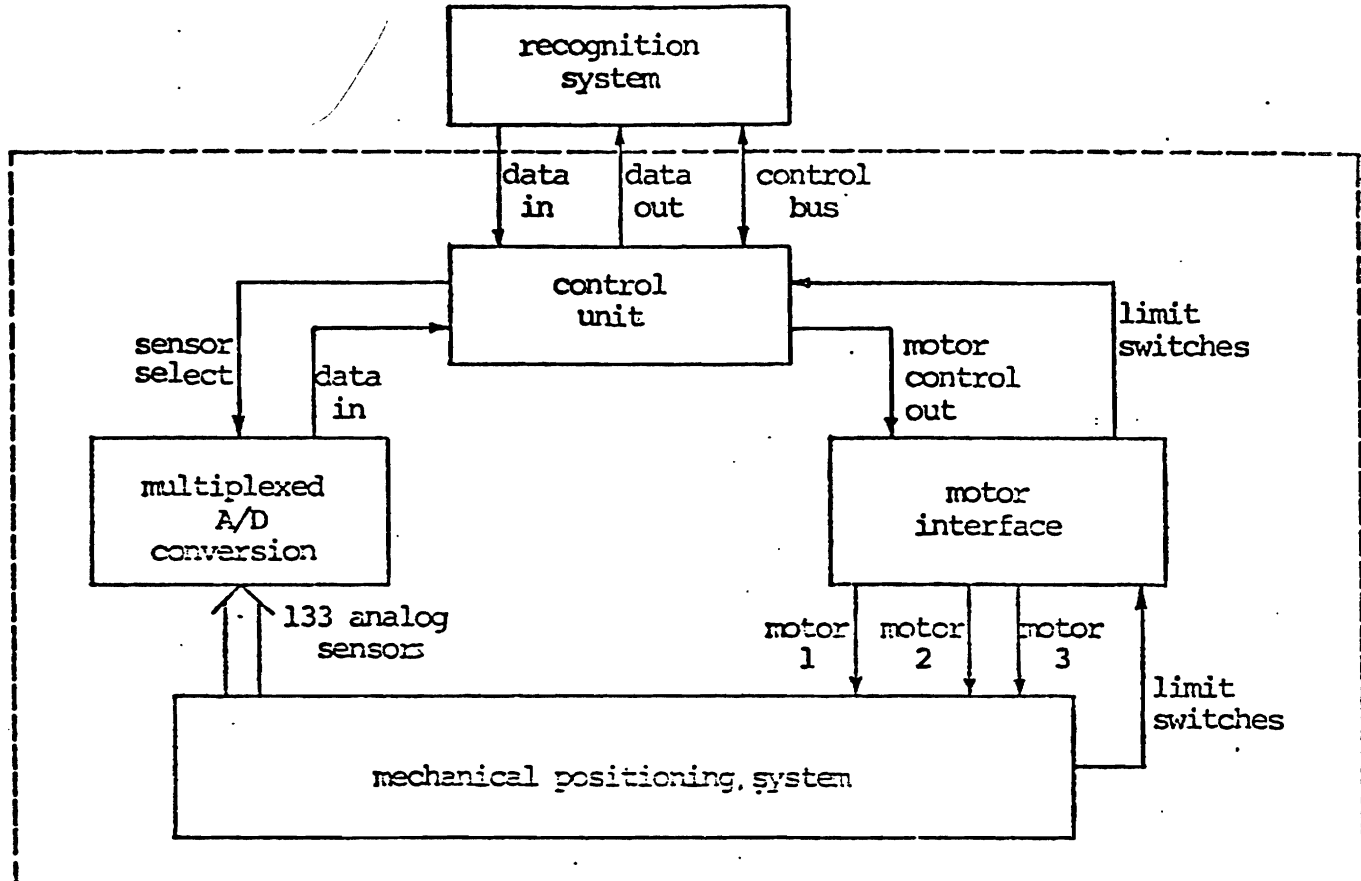 recognition
system
data
in
data
out
control
bus
control
unit
sensor
select
data
in
motor
control
out
limit
switches
multiplexed
A/D
conversion
motor
interface
133 analog
sensors
motor
1
motor
2
motor
3
limit
switches
mechanical positioning system